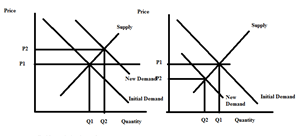 Price
Supply
P2
P1
New Demand
Initial Demand
Q1 Q2 Quantity
Price
Supply
P1
P2
New
Demand
Initial Demand
Q2 Q1 Quantity